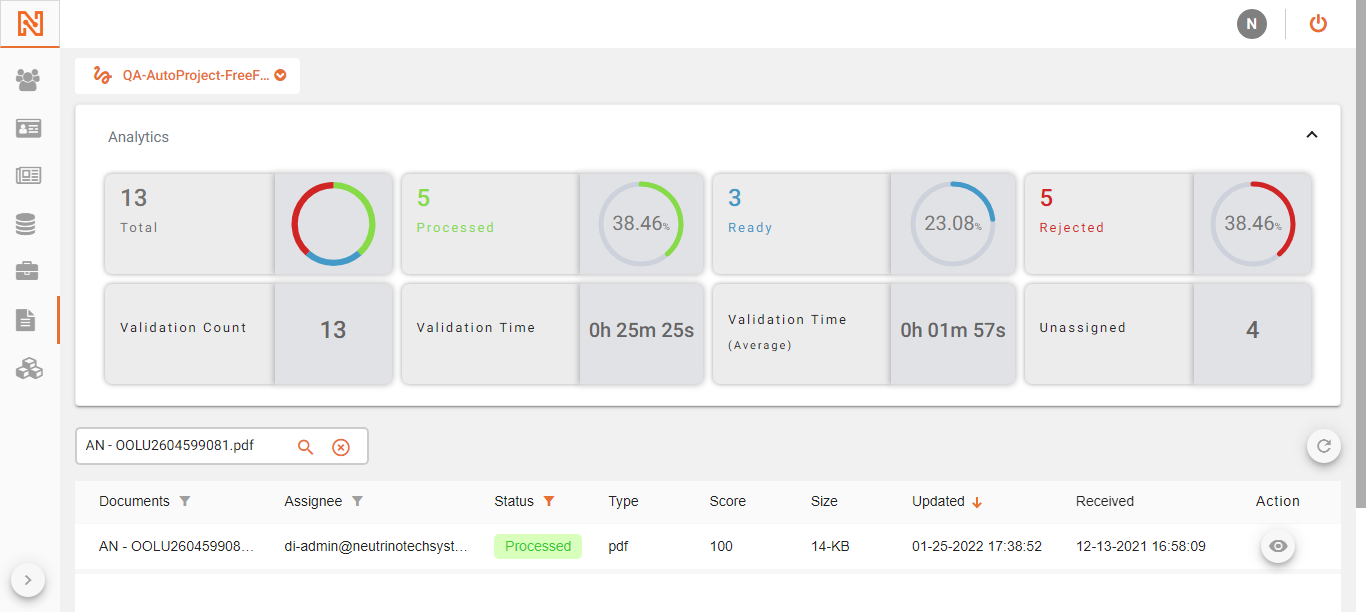 N
QA-AutoProject-FreeF...
Analytics
13
Total
5
Processed
38.46%
3
Ready
23.08%
5
Rejected
38.46%
Validation Count
13
Validation Time
0h 25m 25s
Validation Time
(Average)
0h 01m 57s
Unassigned
4
AN - OOLU2604599081.pdf
Documents Assignee Status Type Score Size Updated Received Action
AN - OOLU260459908... di-admin@neutrinotechsyst... Processed pdf 100 14-KB 01-25-2022 17:38:52 12-13-2021 16:58:09